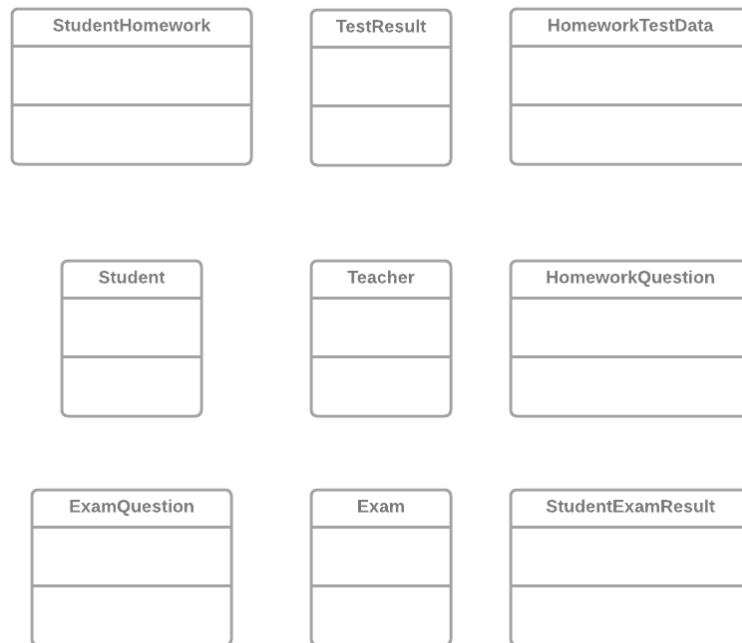 StudentHomework
TestResult
HomeworkTestData
Student
Teacher
HomeworkQuestion
ExamQuestion
Exam
StudentExamResult